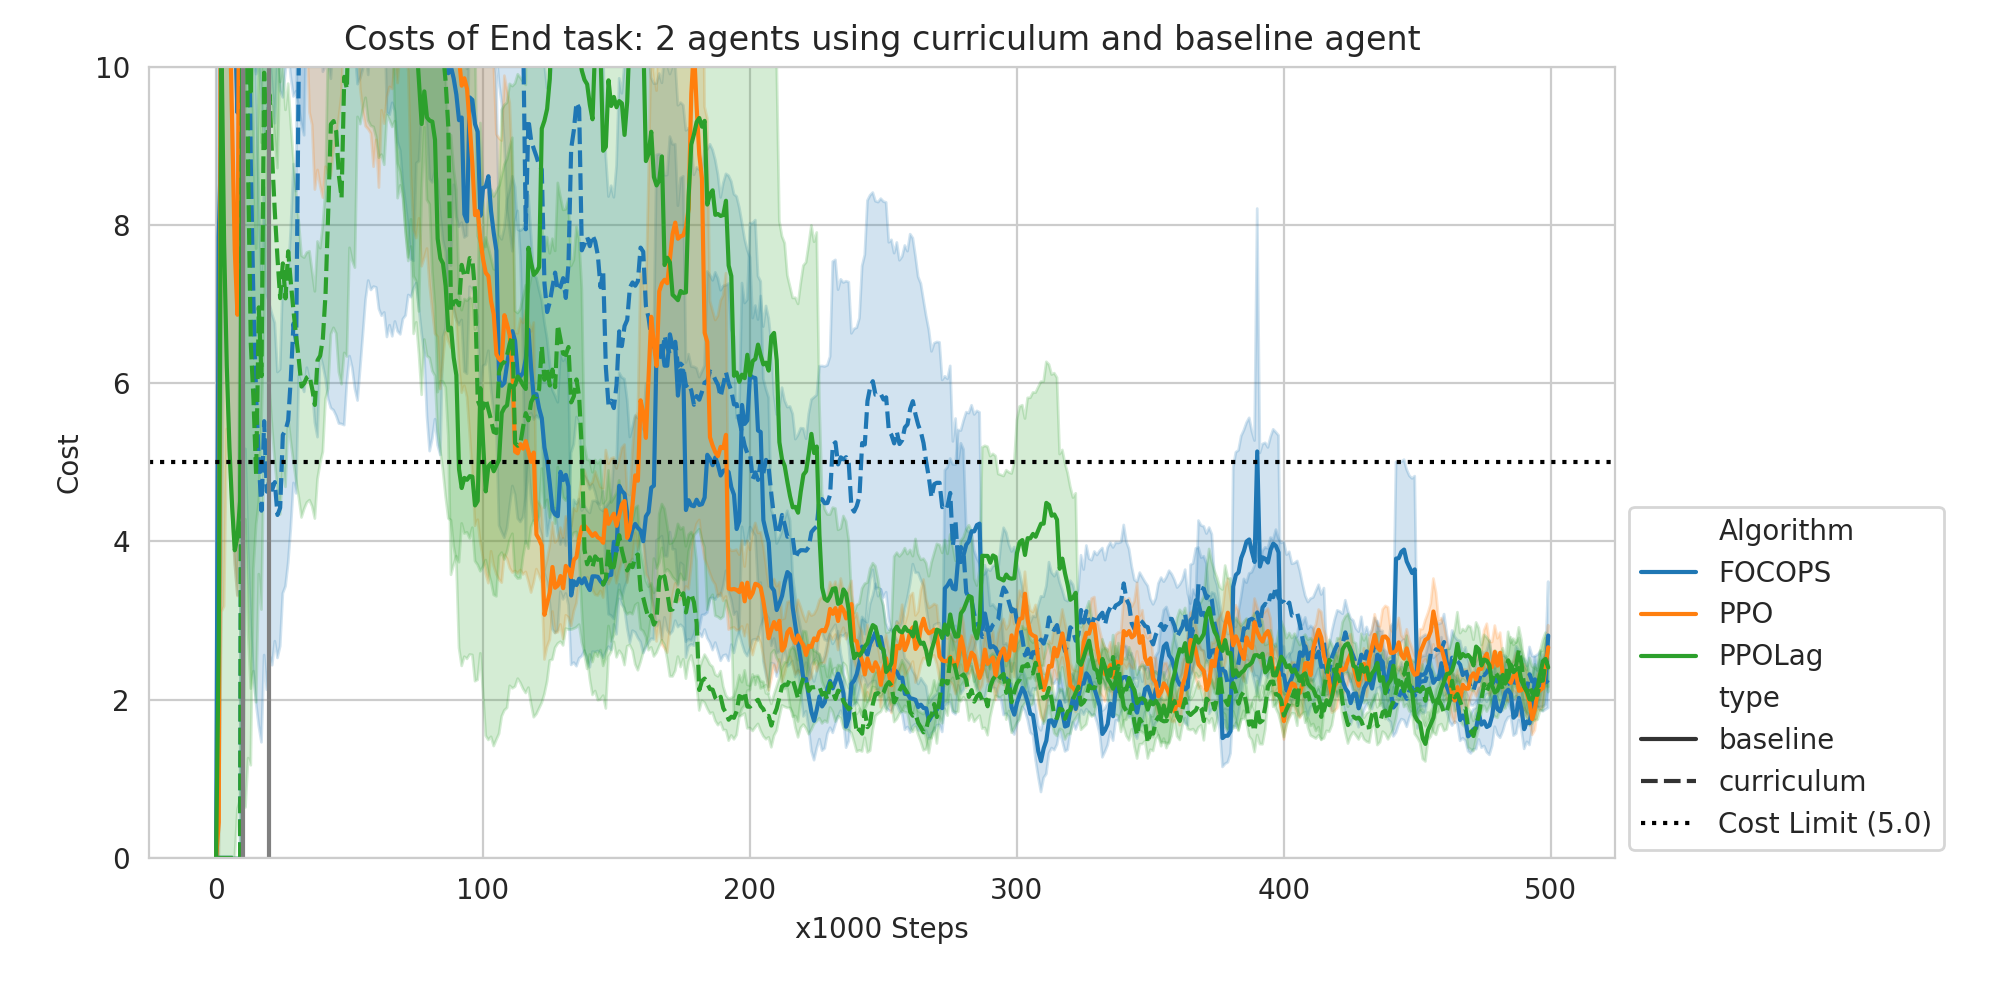 Costs of End task: 2 agents using curriculum and baseline agent
10
8
6
4
2
0
Cost
0 100 200 300 400 500
x1000 Steps
Algorithm
FOCOPS
PPO
PPOLag
type
baseline
curriculum
Cost Limit (5.0)